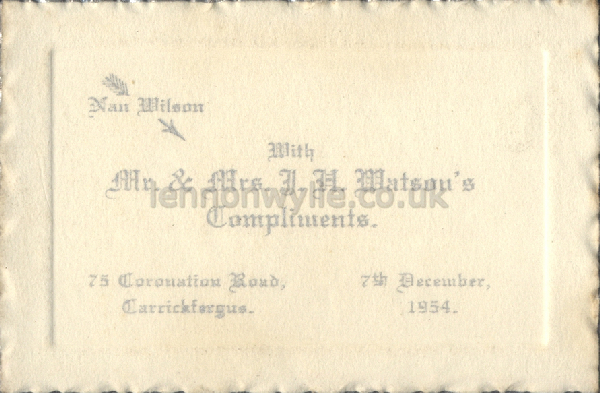 Nan Wilson
With
Mr. & Mrs. J. H. Watson's
lennonwylie.co.uk
Compliments.
75 Coronation Road,
Carrickfergus.
7th December,
1954.